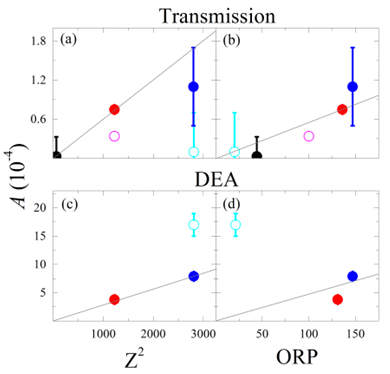 Transmission
(a)
(b)
1.8
1.2
0.6
A (10⁻⁴)
DEA
(c)
(d)
20
15
10
5
1000 2000 3000
50 100 150
Z²
ORP